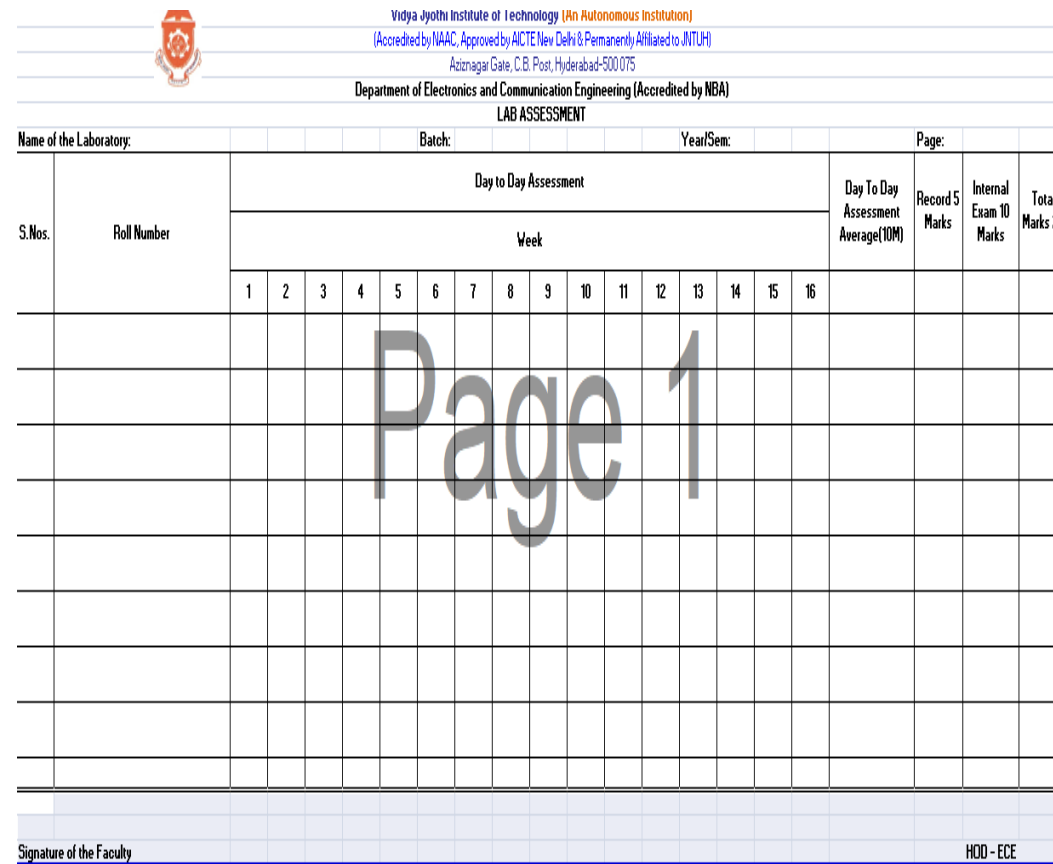 Vidya Jyothi Institute of Technology (An Autonomous Institution)
(Accredited by NAAC, Approved by AICTE New Delhi & Permanently Affiliated to JNTUH)
Aziznagar Gate, C.B. Post, Hyderabad-500 075
Department of Electronics and Communication Engineering (Accredited by NBA)
LAB ASSESSMENT
Name of the Laboratory: Batch: Year/Sem: Page:
S.Nos. Roll Number Day to Day Assessment
Week
Day To Day
Assessment
Average(10M)
Record 5
Marks
Internal
Exam 10
Marks
Tota
Marks
1 2 3 4 5 6 7 8 9 10 11 12 13 14 15 16
Page 1
Signature of the Faculty HOD - ECE